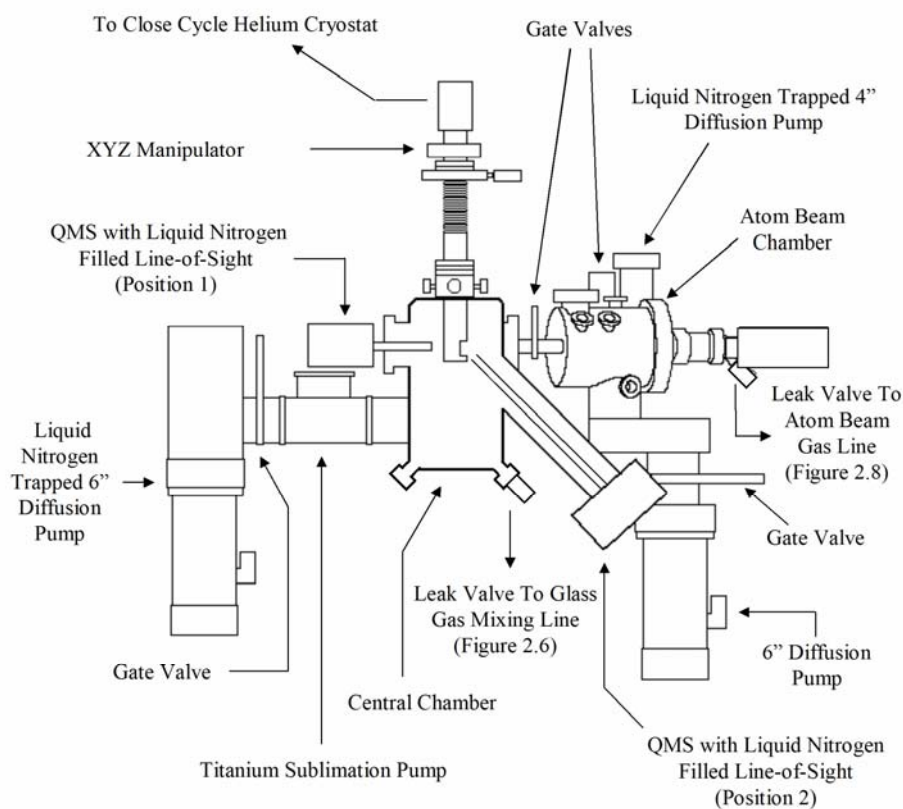 To Close Cycle Helium Cryostat
Gate Valves
Liquid Nitrogen Trapped 4”
Diffusion Pump
XYZ Manipulator
QMS with Liquid Nitrogen
Filled Line-of-Sight
(Position 1)
Atom Beam
Chamber
Liquid
Nitrogen
Trapped 6”
Diffusion
Pump
Leak Valve To
Atom Beam
Gas Line
(Figure 2.8)
Gate Valve
Leak Valve To Glass
Gas Mixing Line
(Figure 2.6)
6” Diffusion
Pump
Gate Valve
Central Chamber
Titanium Sublimation Pump
QMS with Liquid Nitrogen
Filled Line-of-Sight
(Position 2)